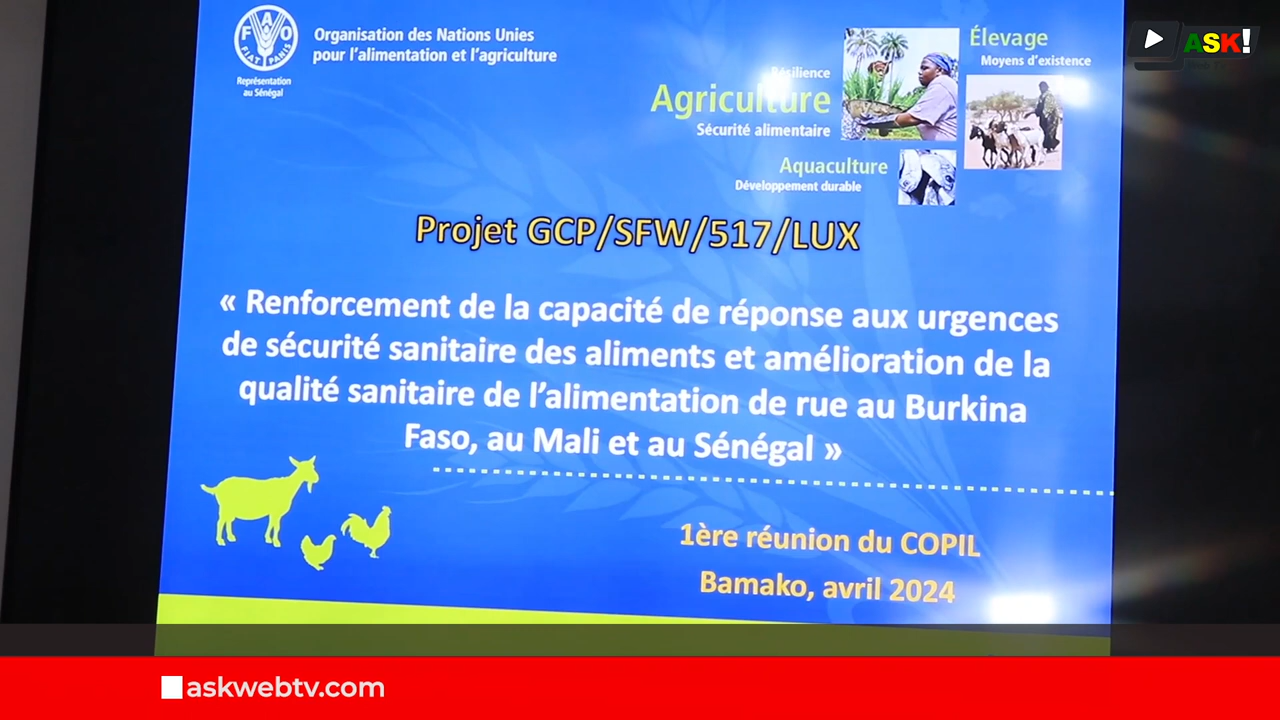 F A O
FIAT PANIS
Représentation
au Sénégal
Organisation des Nations Unies
pour l'alimentation et l'agriculture
Résilience
Agriculture
Sécurité alimentaire
Élevage
Moyens d'existence
Aquaculture
Développement durable
ASK!
Projet GCP/SFW/517/LUX
« Renforcement de la capacité de réponse aux urgences
de sécurité sanitaire des aliments et amélioration de la
qualité sanitaire de l'alimentation de rue au Burkina
Faso, au Mali et au Sénégal »
1ère réunion du COPIL
Bamako, avril 2024
askwebtv.com